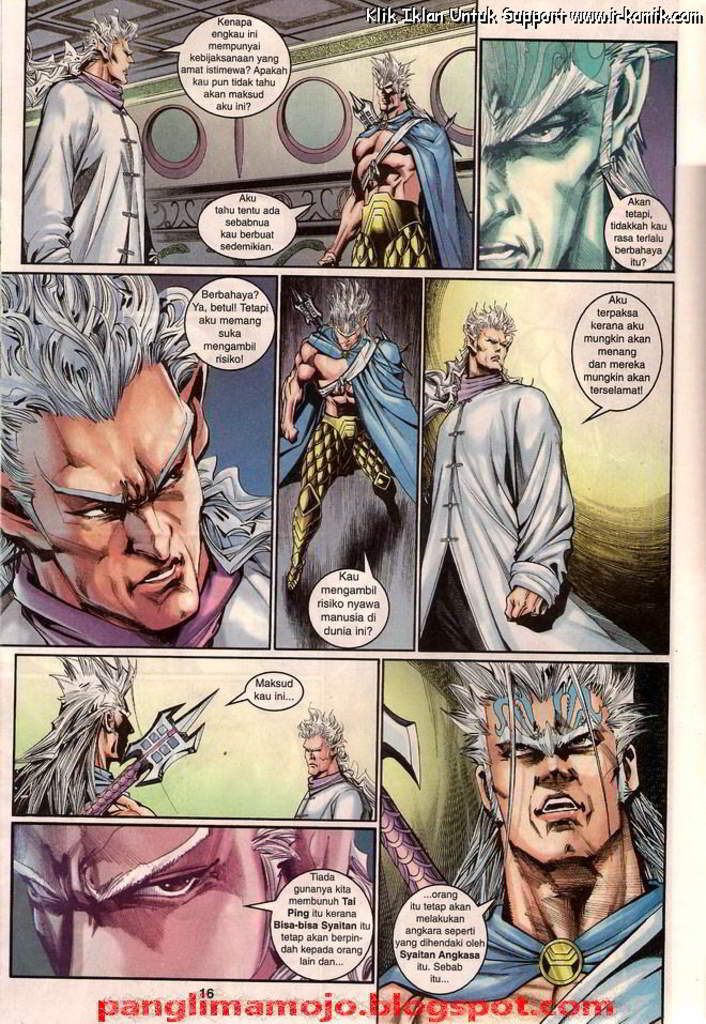 Klik Iklan Untuk Support www.i-komik.com
Kenapa
engkau ini
mempunyai
kebijaksanaan yang
amat istimewa? Apakah
kau pun tidak tahu
akan maksud
aku ini?
Aku
tahu tentu ada
sebabnya
kau berbuat
sedemikian.
Akan
tetapi,
tidakkah kau
rasa terlalu
berbahaya
itu?
Berbahaya?
Ya, betul! Tetapi
aku memang
suka
mengambil
risiko!
Kau
mengambil
risiko nyawa
manusia di
dunia ini?
Aku
terpaksa
kerana aku
mungkin akan
menang
dan mereka
mungkin akan
terselamat!
Maksud
kau ini...
Tiada
gunanya kita
membunuh Tai
Ping itu kerana
Bisa-bisa Syaitan itu
tetap akan berpin-
dah kepada orang
lain dan...
...orang
itu tetap akan
melakukan
angkara seperti
yang dihendaki oleh
Syaitan Angkasa
itu. Sebab
itu...
16
panglimamojo.blogspot.com